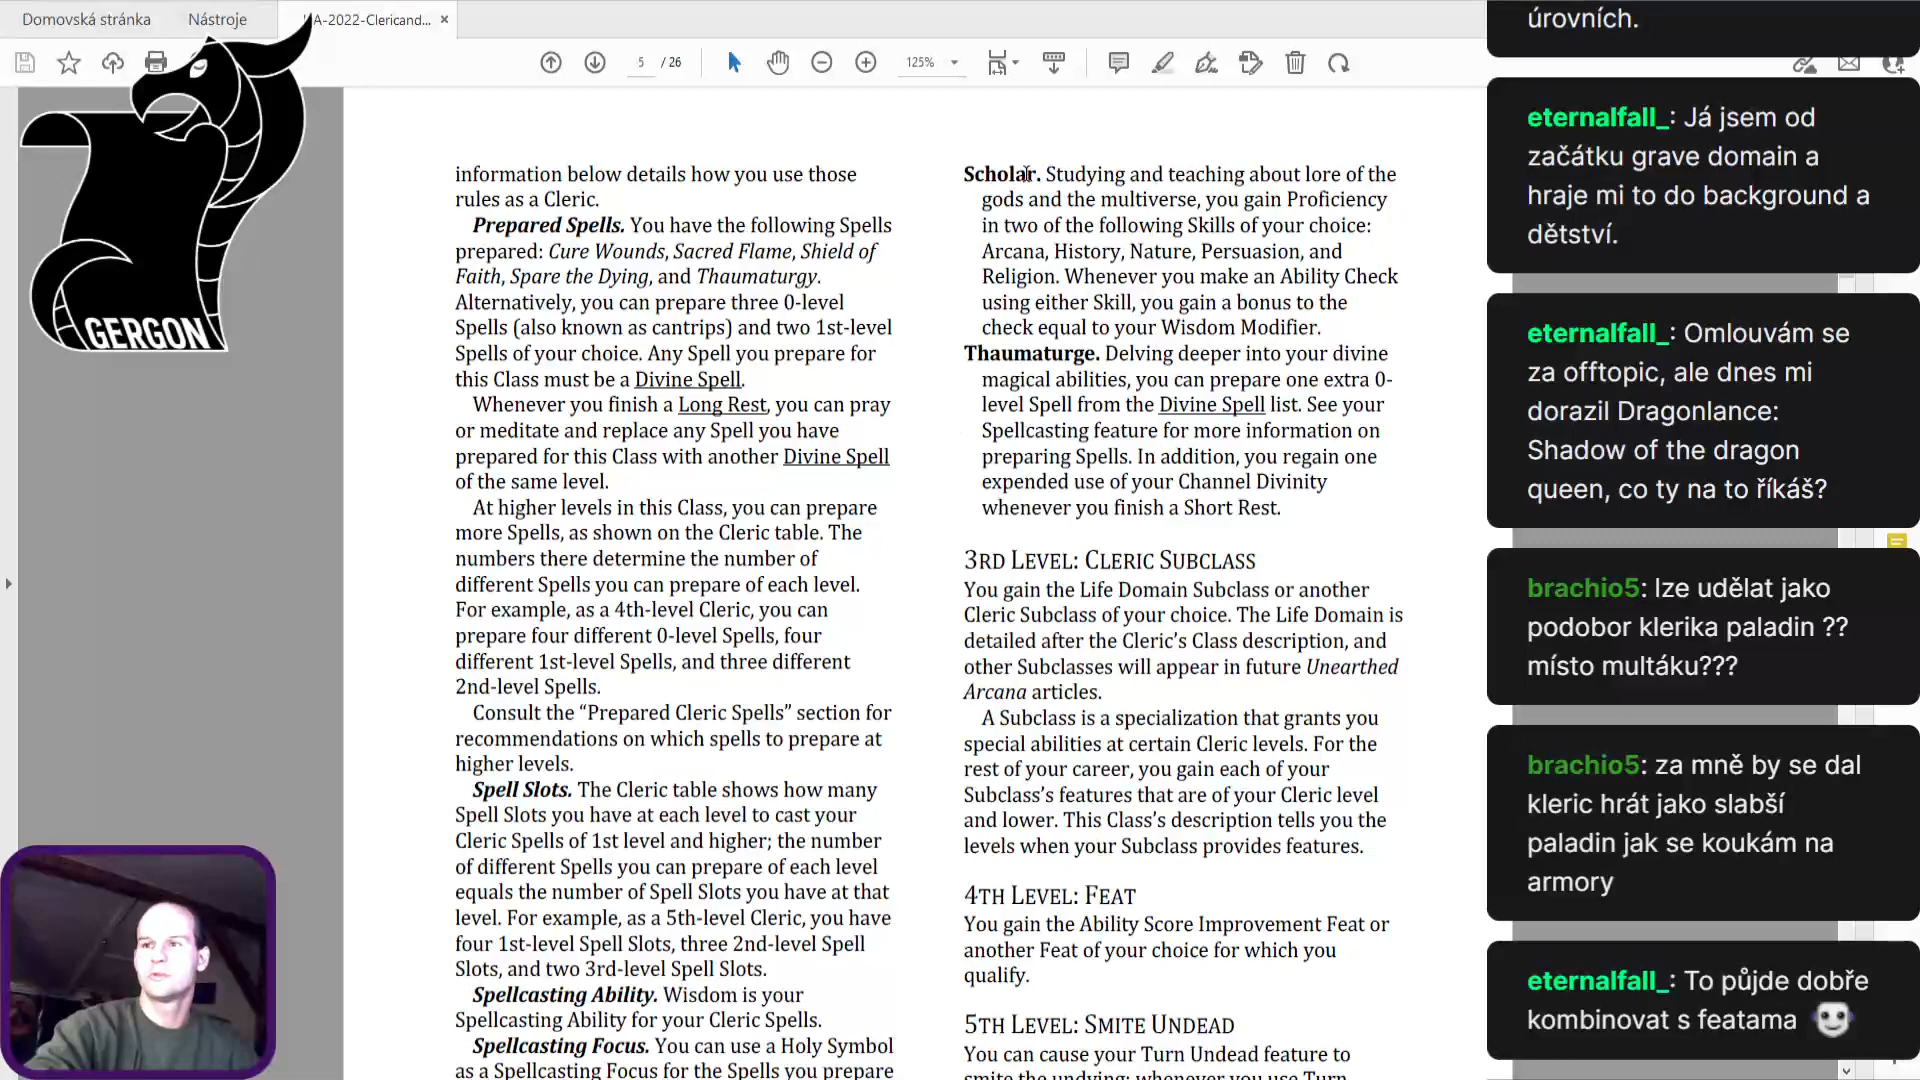 Domovská stránka
Nástroje
A-2022-Clericand...
5 / 26
125%
GERGON
information below details how you use those
rules as a Cleric.
Prepared Spells. You have the following Spells
prepared: Cure Wounds, Sacred Flame, Shield of
Faith, Spare the Dying, and Thaumaturgy.
Alternatively, you can prepare three 0-level
Spells (also known as cantrips) and two 1st-level
Spells of your choice. Any Spell you prepare for
this Class must be a Divine Spell.
Whenever you finish a Long Rest, you can pray
or meditate and replace any Spell you have
prepared for this Class with another Divine Spell
of the same level.
At higher levels in this Class, you can prepare
more Spells, as shown on the Cleric table. The
numbers there determine the number of
different Spells you can prepare of each level.
For example, as a 4th-level Cleric, you can
prepare four different 0-level Spells, four
different 1st-level Spells, and three different
2nd-level Spells.
Consult the “Prepared Cleric Spells” section for
recommendations on which spells to prepare at
higher levels.
Spell Slots. The Cleric table shows how many
Spell Slots you have at each level to cast your
Cleric Spells of 1st level and higher; the number
of different Spells you can prepare of each level
equals the number of Spell Slots you have at that
level. For example, as a 5th-level Cleric, you have
four 1st-level Spell Slots, three 2nd-level Spell
Slots, and two 3rd-level Spell Slots.
Spellcasting Ability. Wisdom is your
Spellcasting Ability for your Cleric Spells.
Spellcasting Focus. You can use a Holy Symbol
as a Spellcasting Focus for the Spells you prepare
Scholar. Studying and teaching about lore of the
gods and the multiverse, you gain Proficiency
in two of the following Skills of your choice:
Arcana, History, Nature, Persuasion, and
Religion. Whenever you make an Ability Check
using either Skill, you gain a bonus to the
check equal to your Wisdom Modifier.
Thaumaturge. Delving deeper into your divine
magical abilities, you can prepare one extra 0-
level Spell from the Divine Spell list. See your
Spellcasting feature for more information on
preparing Spells. In addition, you regain one
expended use of your Channel Divinity
whenever you finish a Short Rest.
3RD LEVEL: CLERIC SUBCLASS
You gain the Life Domain Subclass or another
Cleric Subclass of your choice. The Life Domain is
detailed after the Cleric’s Class description, and
other Subclasses will appear in future Unearthed
Arcana articles.
A Subclass is a specialization that grants you
special abilities at certain Cleric levels. For the
rest of your career, you gain each of your
Subclass’s features that are of your Cleric level
and lower. This Class’s description tells you the
levels when your Subclass provides features.
4TH LEVEL: FEAT
You gain the Ability Score Improvement Feat or
another Feat of your choice for which you
qualify.
5TH LEVEL: SMITE UNDEAD
You can cause your Turn Undead feature to
smite the undying; whenever you use Turn
úrovních.
eternalfall_: Já jsem od
začátku grave domain a
hraje mi to do background a
dětství.
eternalfall_: Omlouvám se
za offtopic, ale dnes mi
dorazil Dragonlance:
Shadow of the dragon
queen, co ty na to říkáš?
brachio5: lze udělat jako
podobor klerika paladin ??
místo multáku???
brachio5: za mně by se dal
kleric hrát jako slabší
paladin jak se koukám na
armory
eternalfall_: To půjde dobře
kombinovat s featama